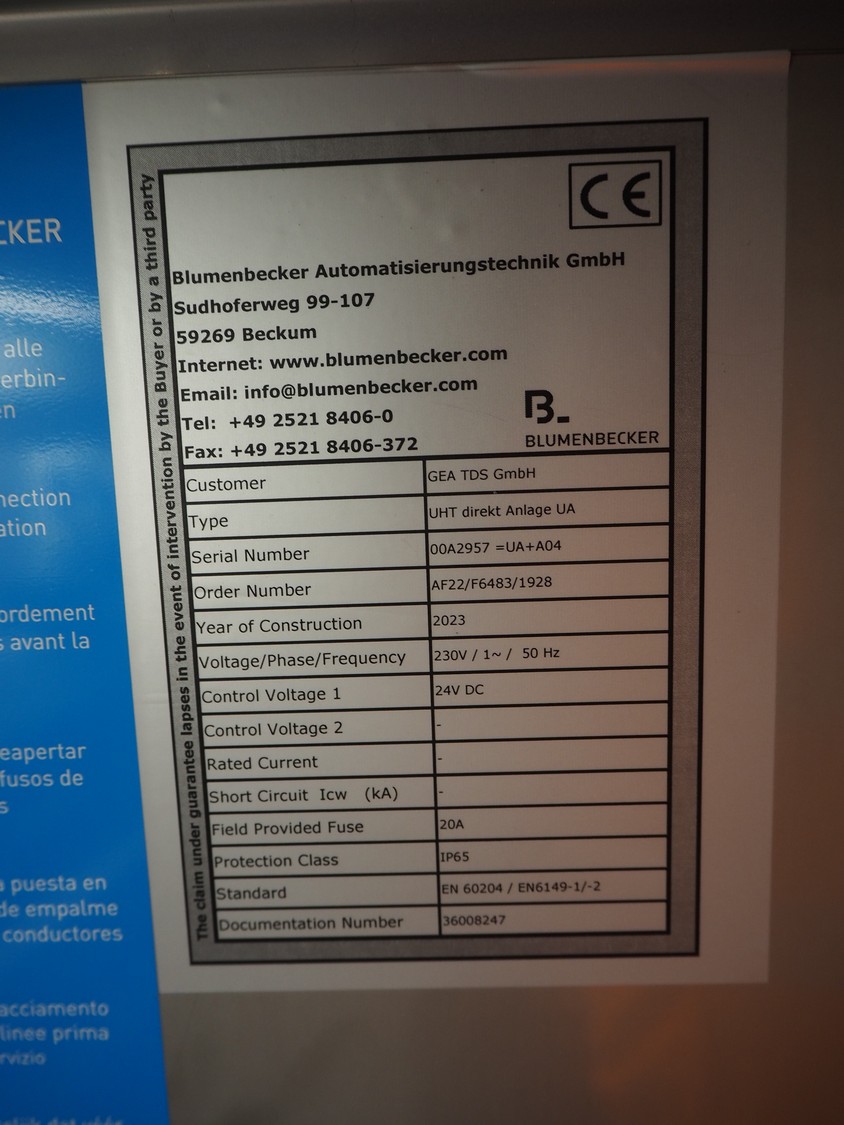 CKER
alle
erbin-
en
nection
ation
ordement
s avant la
eapertar
fusos de
s
a puesta en
de empalme
conductores
acciamento
linee prima
rvizio
The claim under guarantee lapses in the event of intervention by the Buyer or by a third party
CE
Blumenbecker Automatisierungstechnik GmbH
Sudhoferweg 99-107
59269 Beckum
Internet: www.blumenbecker.com
Email: info@blumenbecker.com
Tel: +49 2521 8406-0
Fax: +49 2521 8406-372
B_
BLUMENBECKER
Customer GEA TDS GmbH
Type UHT direkt Anlage UA
Serial Number 00A2957 =UA+A04
Order Number AF22/F6483/1928
Year of Construction 2023
Voltage/Phase/Frequency 230V / 1~ / 50 Hz
Control Voltage 1 24V DC
Control Voltage 2 -
Rated Current -
Short Circuit Icw (kA) -
Field Provided Fuse 20A
Protection Class IP65
Standard EN 60204 / EN6149-1/-2
Documentation Number 36008247